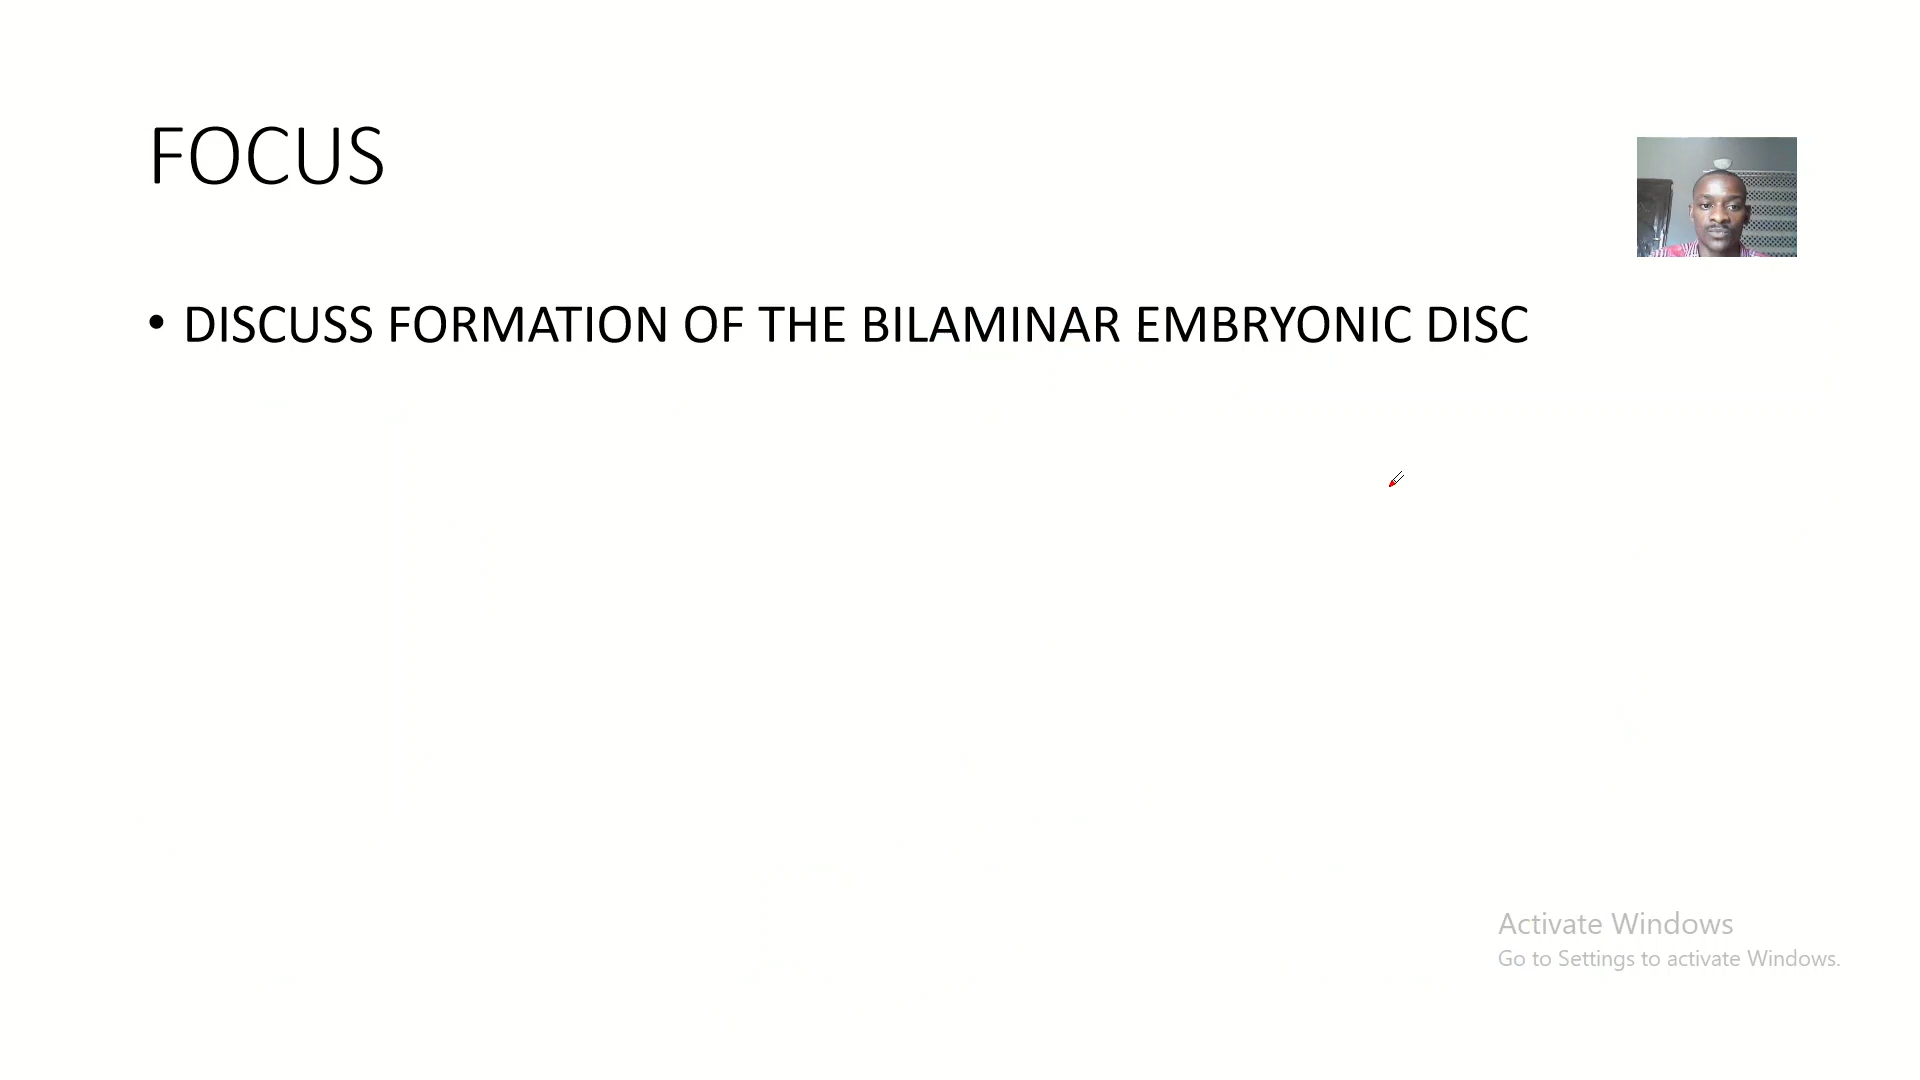 FOCUS
• DISCUSS FORMATION OF THE BILAMINAR EMBRYONIC DISC
Activate Windows
Go to Settings to activate Windows.